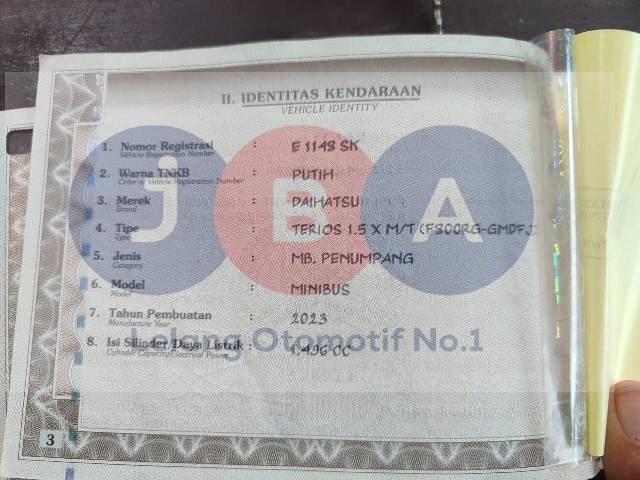 II. IDENTITAS KENDARAAN
VEHICLE IDENTITY
1. Nomor Registrasi : E 1148 SK
Vehicle Registration Number
2. Warna TNKB : PUTIH
Color of Vehicle Registration Number
3. Merek : DAIHATSU
Brand
4. Tipe : TERIOS 1.5 X M/T (F800RG-GMDFJ)
Type
5. Jenis : MB. PENUMPANG
Category
6. Model : MINIBUS
Model
7. Tahun Pembuatan : 2023
Manufacture Year
8. Isi Silinder/Daya Listrik : 1.496 CC
Cylinder Capacity/Electrical Power
JBA
Lelang Otomotif No.1
3